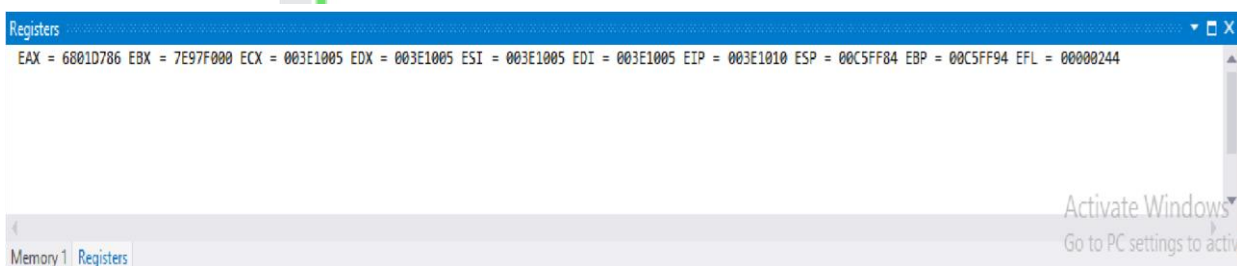 Registers
EAX = 6801D786 EBX = 7E97F000 ECX = 003E1005 EDX = 003E1005 ESI = 003E1005 EDI = 003E1005 EIP = 003E1010 ESP = 00C5FF84 EBP = 00C5FF94 EFL = 00000244
Activate Windows
Go to PC settings to activ
Memory 1 Registers